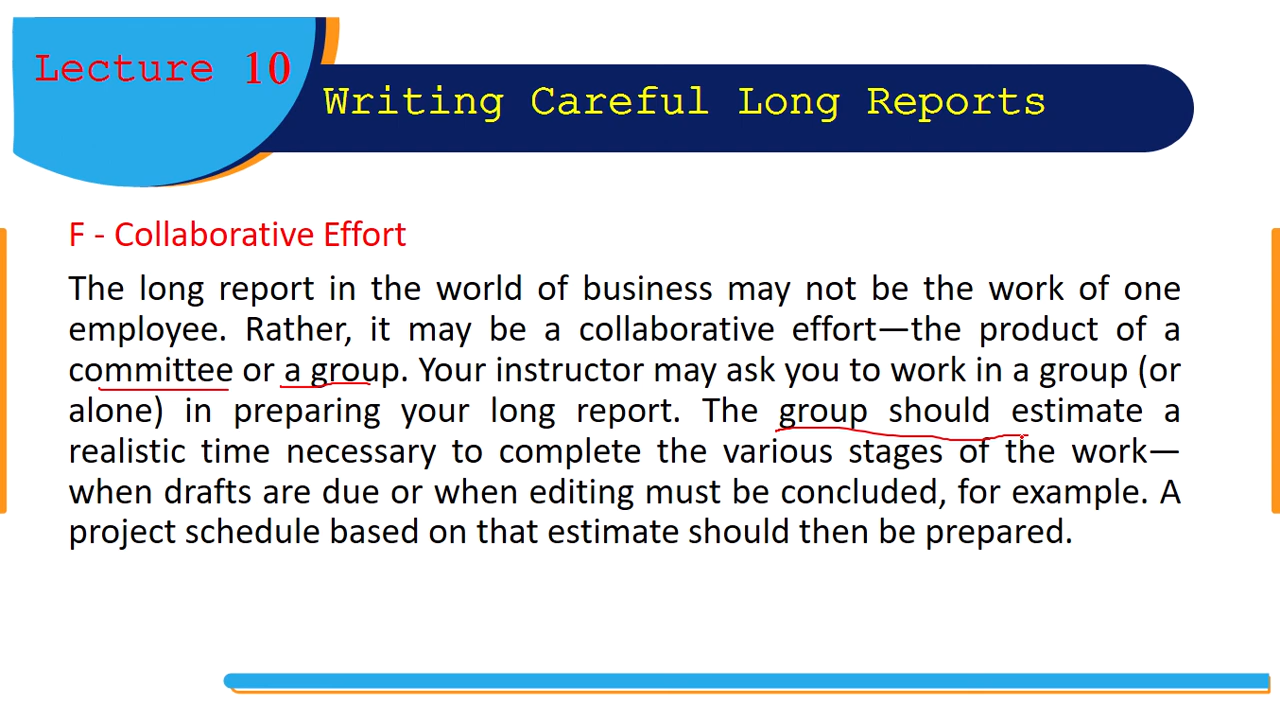 Lecture 10
Writing Careful Long Reports
F - Collaborative Effort
The long report in the world of business may not be the work of one
employee. Rather, it may be a collaborative effort—the product of a
committee or a group. Your instructor may ask you to work in a group (or
alone) in preparing your long report. The group should estimate a
realistic time necessary to complete the various stages of the work—
when drafts are due or when editing must be concluded, for example. A
project schedule based on that estimate should then be prepared.